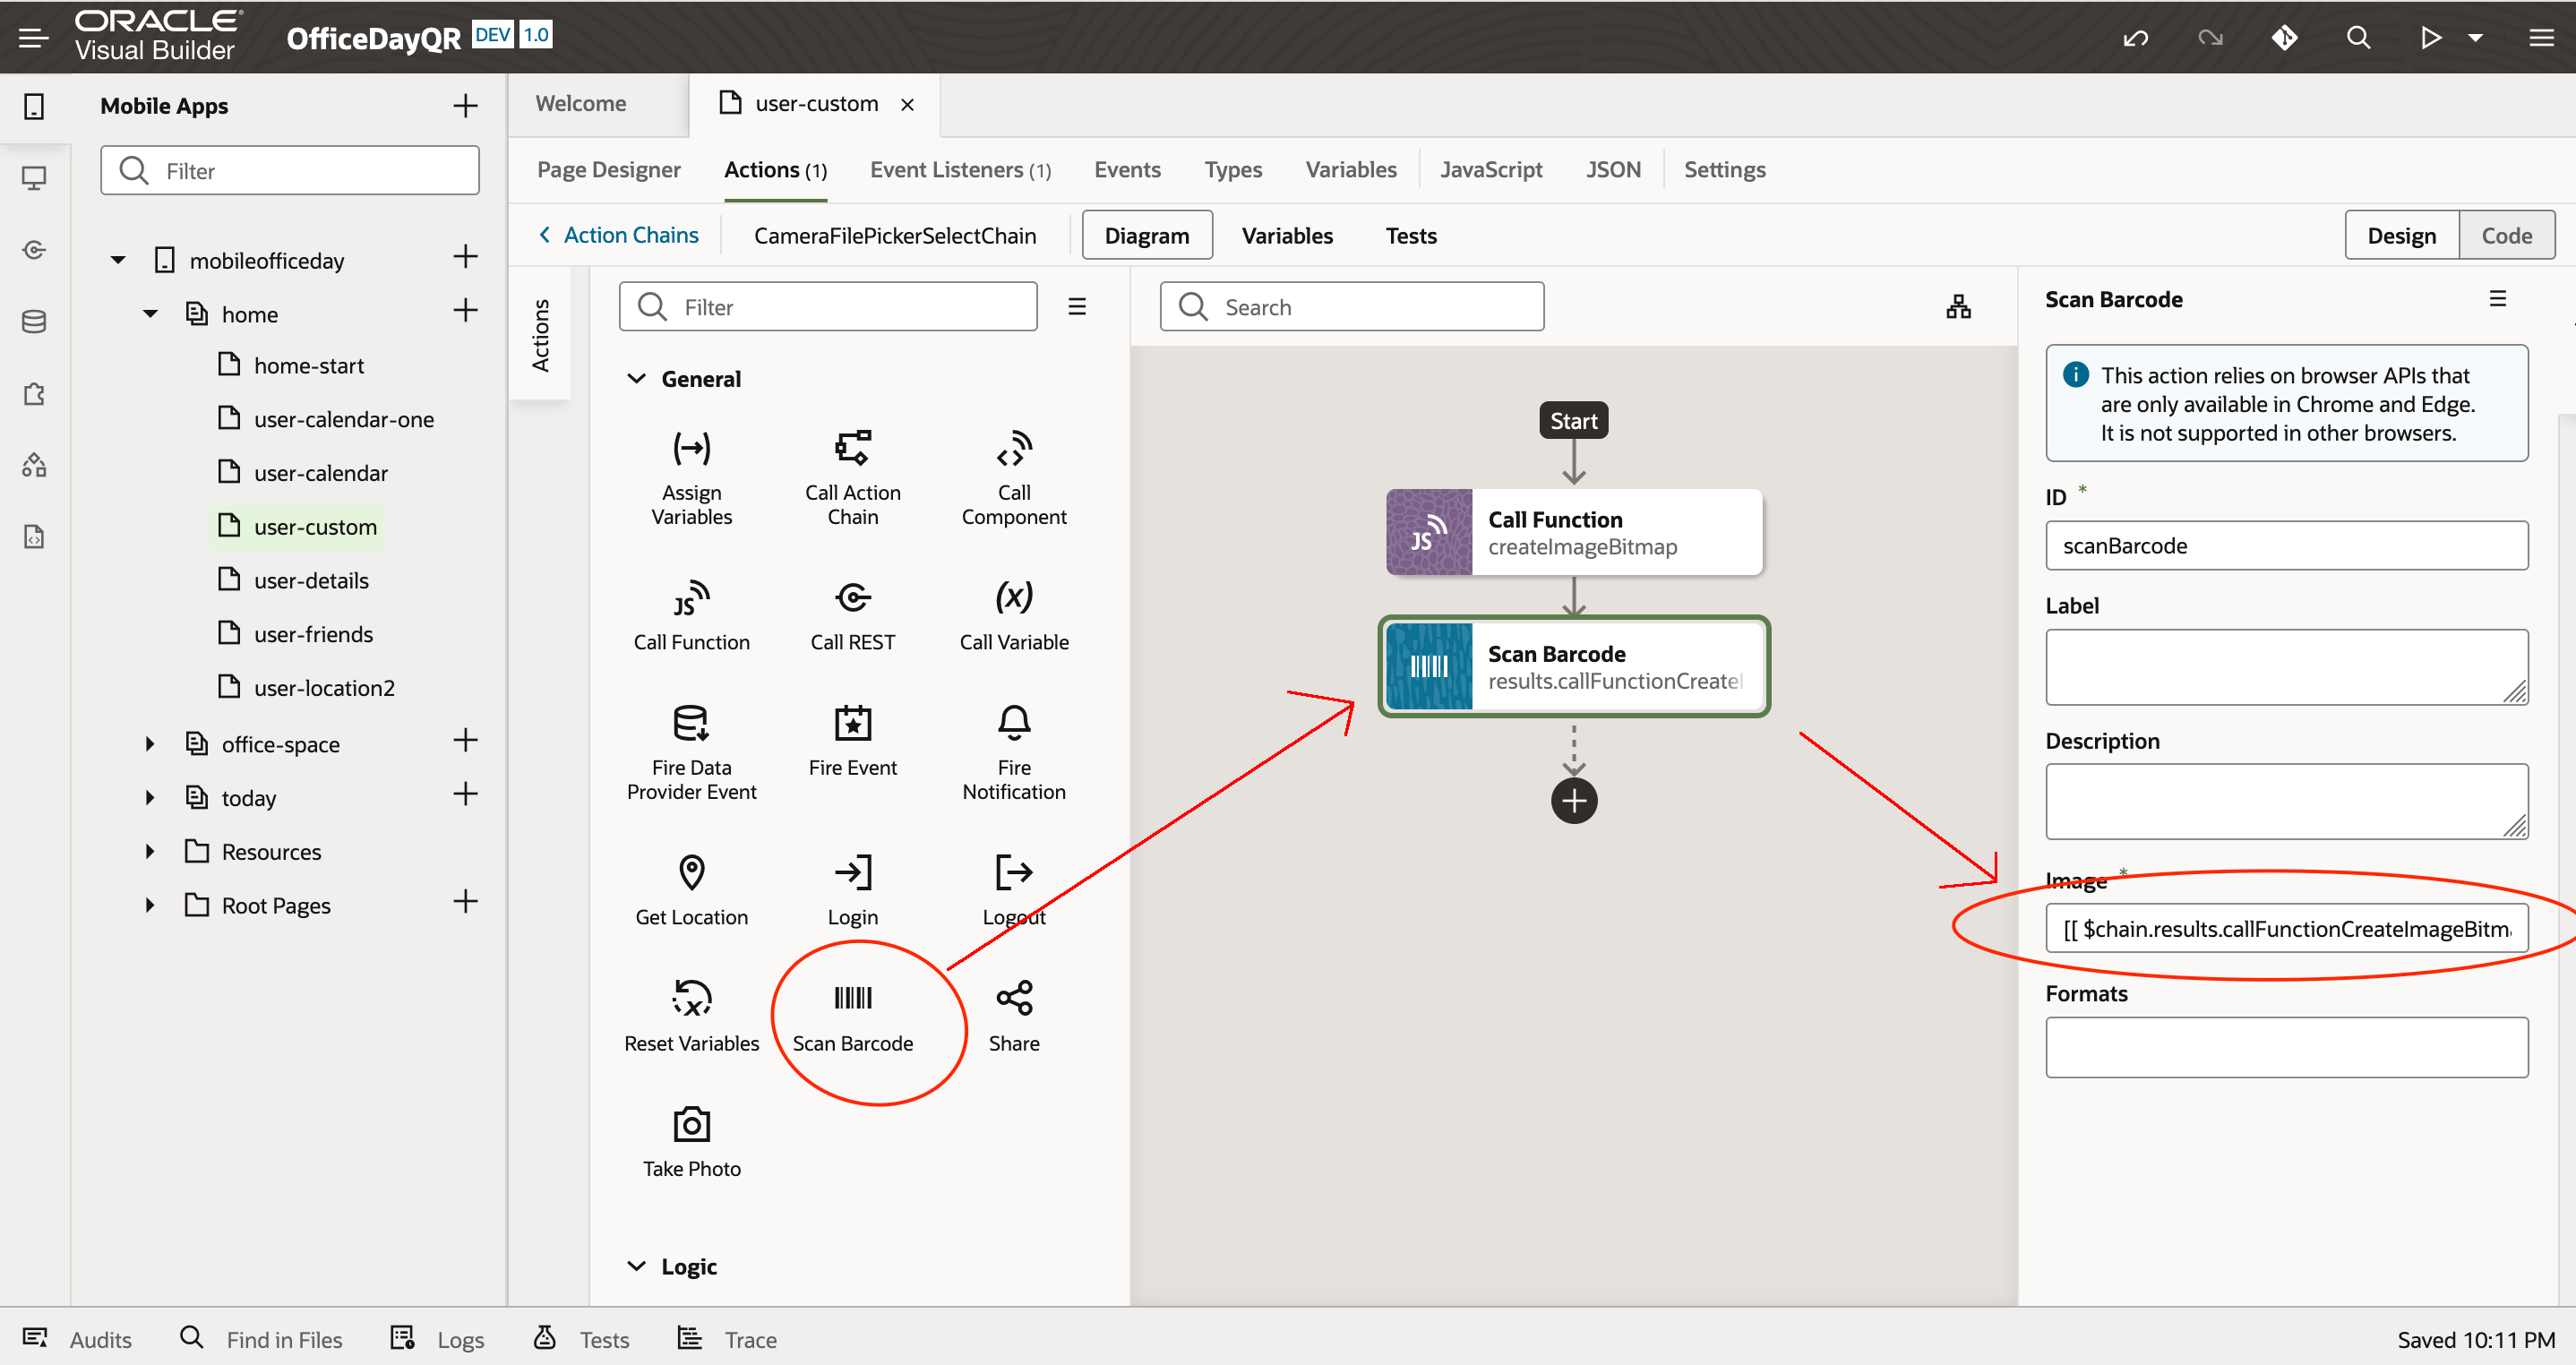 ORACLE
Visual Builder
OfficeDayQR DEV 1.0
Mobile Apps
Filter
mobileofficeday
home
home-start
user-calendar-one
user-calendar
user-custom
user-details
user-friends
user-location2
office-space
today
Resources
Root Pages
Welcome
user-custom
Page Designer
Actions (1)
Event Listeners (1)
Events
Types
Variables
JavaScript
JSON
Settings
Action Chains
CameraFilePickerSelectChain
Diagram
Variables
Tests
Design
Code
Actions
Filter
General
Assign
Variables
Call Action
Chain
Call
Component
JS
Call Function
Call REST
(x)
Call Variable
Fire Data
Provider Event
Fire Event
Fire
Notification
Get Location
Login
Logout
x
Reset Variables
Scan Barcode
Share
Take Photo
Logic
Search
Start
JS
Call Function
createImageBitmap
Scan Barcode
results.callFunctionCreateI
Scan Barcode
This action relies on browser APIs that
are only available in Chrome and Edge.
It is not supported in other browsers.
ID *
scanBarcode
Label
Description
Image *
[[ $chain.results.callFunctionCreateImageBitm
Formats
Audits
Find in Files
Logs
Tests
Trace
Saved 10:11 PM